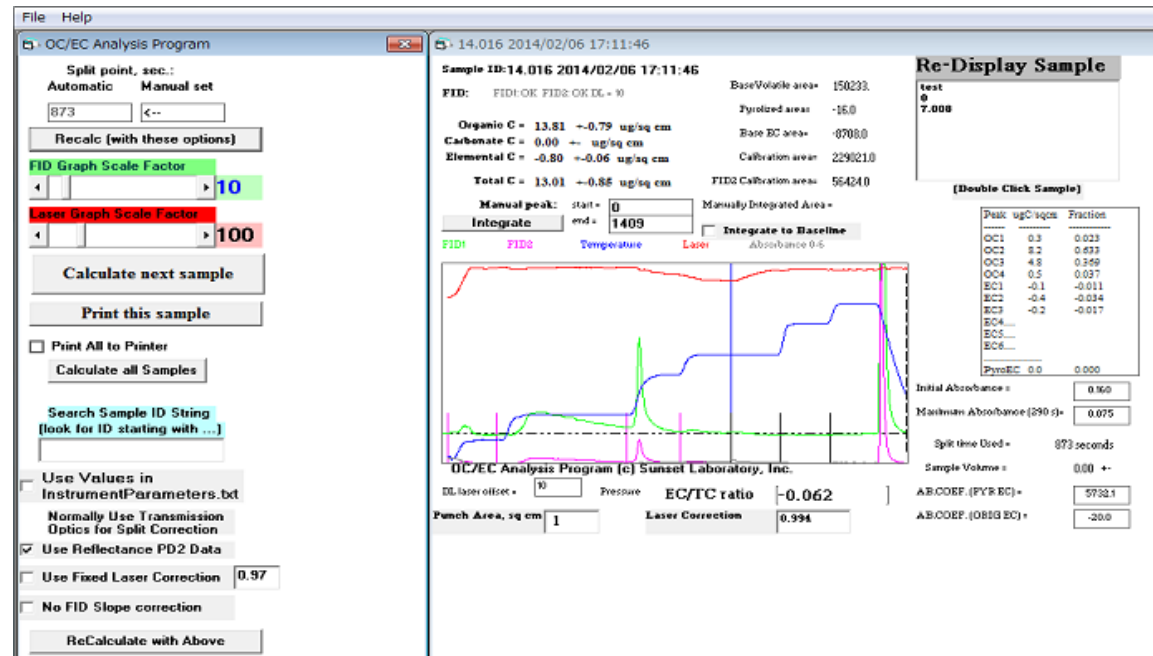 File Help
OC/EC Analysis Program
Split point, sec.:
Automatic Manual set
873 <--
Recalc (with these options)
FID Graph Scale Factor
10
Laser Graph Scale Factor
100
Calculate next sample
Print this sample
Print All to Printer
Calculate all Samples
Search Sample ID String
(look for ID starting with ...)
Use Values in
InstrumentParameters.txt
Normally Use Transmission
Optics for Split Correction
Use Reflectance PD2 Data
Use Fixed Laser Correction 0.97
No FID Slope correction
ReCalculate with Above
14.016 2014/02/06 17:11:46
Sample ID:14.016 2014/02/06 17:11:46
FID: FID1:OK FID2:OK DL = 10
Organic C = 13.81 +-0.79 ug/sq cm
Carbonate C = 0.00 +- ug/sq cm
Elemental C = -0.80 +-0.06 ug/sq cm
Total C = 13.01 +-0.85 ug/sq cm
BaseVolatile area= 150233.
Pyrolized area= -16.0
Base EC area= -8708.0
Calibration area= 229021.0
FID2 Calibration area= 56424.0
Manual peak: start = 0
Integrate end = 1409
Manually Integrated Area =
Integrate to Baseline
FID1 FID2 Temperature Laser Absorbance 0-6
OC/EC Analysis Program (c) Sunset Laboratory, Inc.
DL laser offset = 10 Pressure EC/TC ratio -0.062 ]
Punch Area, sq cm 1 Laser Correction 0.994
Re-Display Sample
test
0
7.000
(Double Click Sample)
Peak ugC/sqcm Fraction
OC1 0.3 0.023
OC2 8.2 0.633
OC3 4.8 0.369
OC4 0.5 0.037
EC1 -0.1 -0.011
EC2 -0.4 -0.034
EC3 -0.2 -0.017
EC4...
EC5...
EC6...
PyroEC 0.0 0.000
Initial Absorbance = 0.160
Maximum Absorbance (290 s)= 0.075
Split time Used = 873 seconds
Sample Volume = 0.00 +-
AB.COEF. (PYR EC) = 5732.1
AB.COEF. (ORIG EC) = -20.0